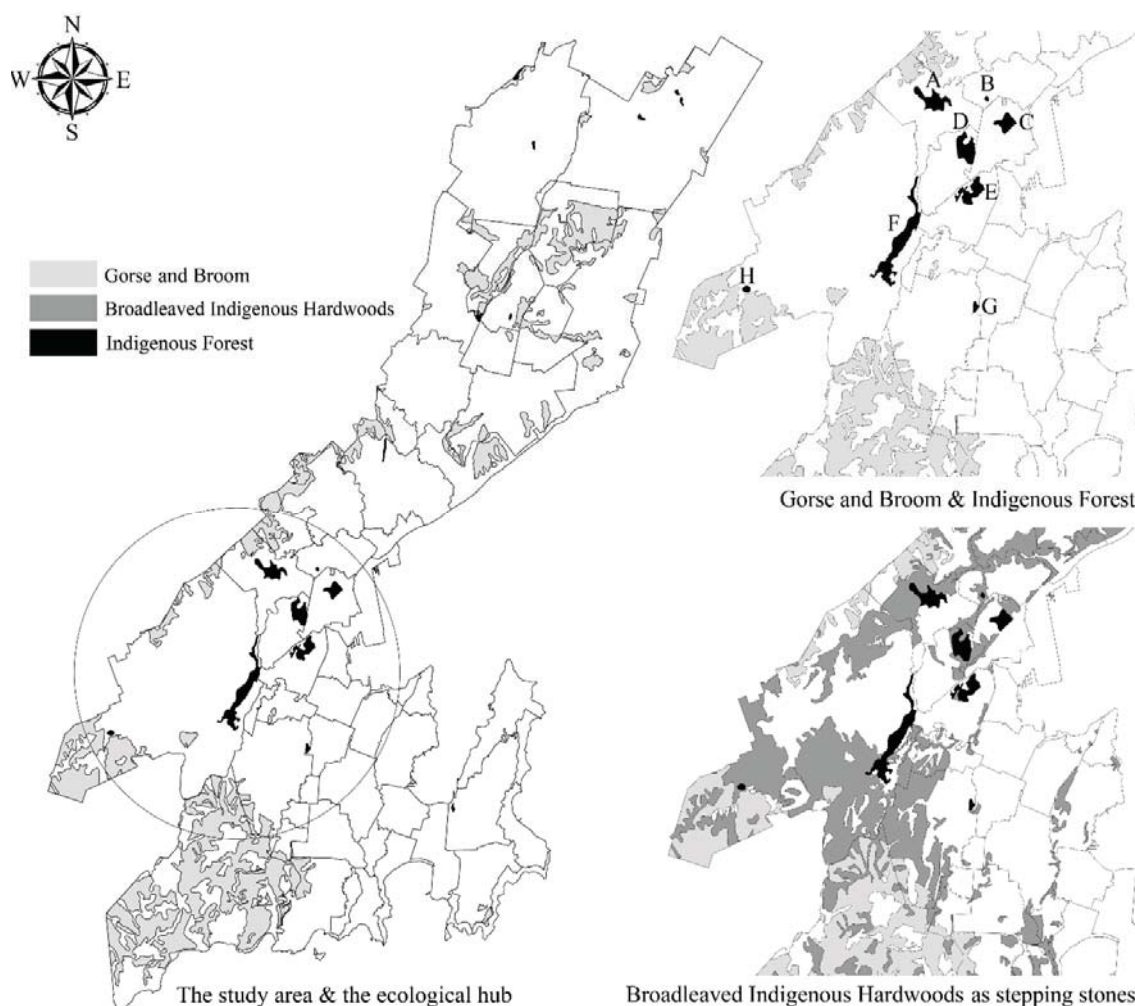 N
W E
S
Gorse and Broom
Broadleaved Indigenous Hardwoods
Indigenous Forest
The study area & the ecological hub
A
B
C
D
E
F
G
H
Gorse and Broom & Indigenous Forest
Broadleaved Indigenous Hardwoods as stepping stones